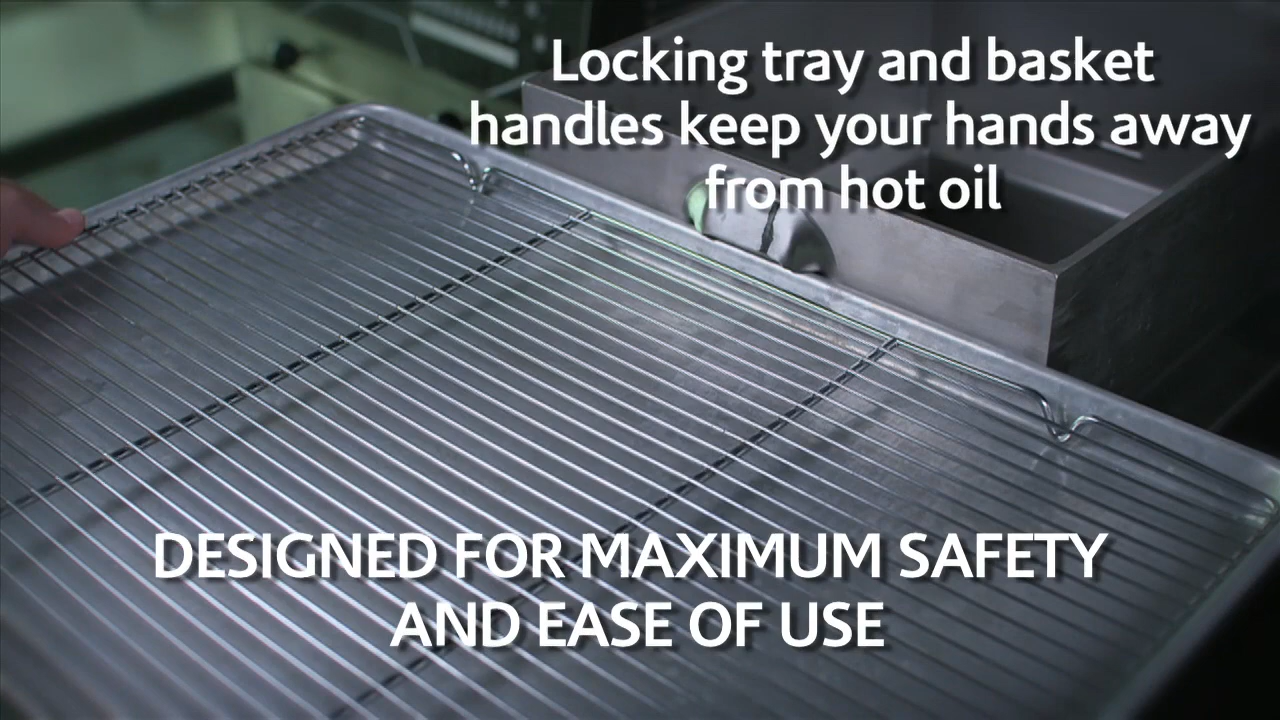 Locking tray and basket
handles keep your hands away
from hot oil
DESIGNED FOR MAXIMUM SAFETY
AND EASE OF USE